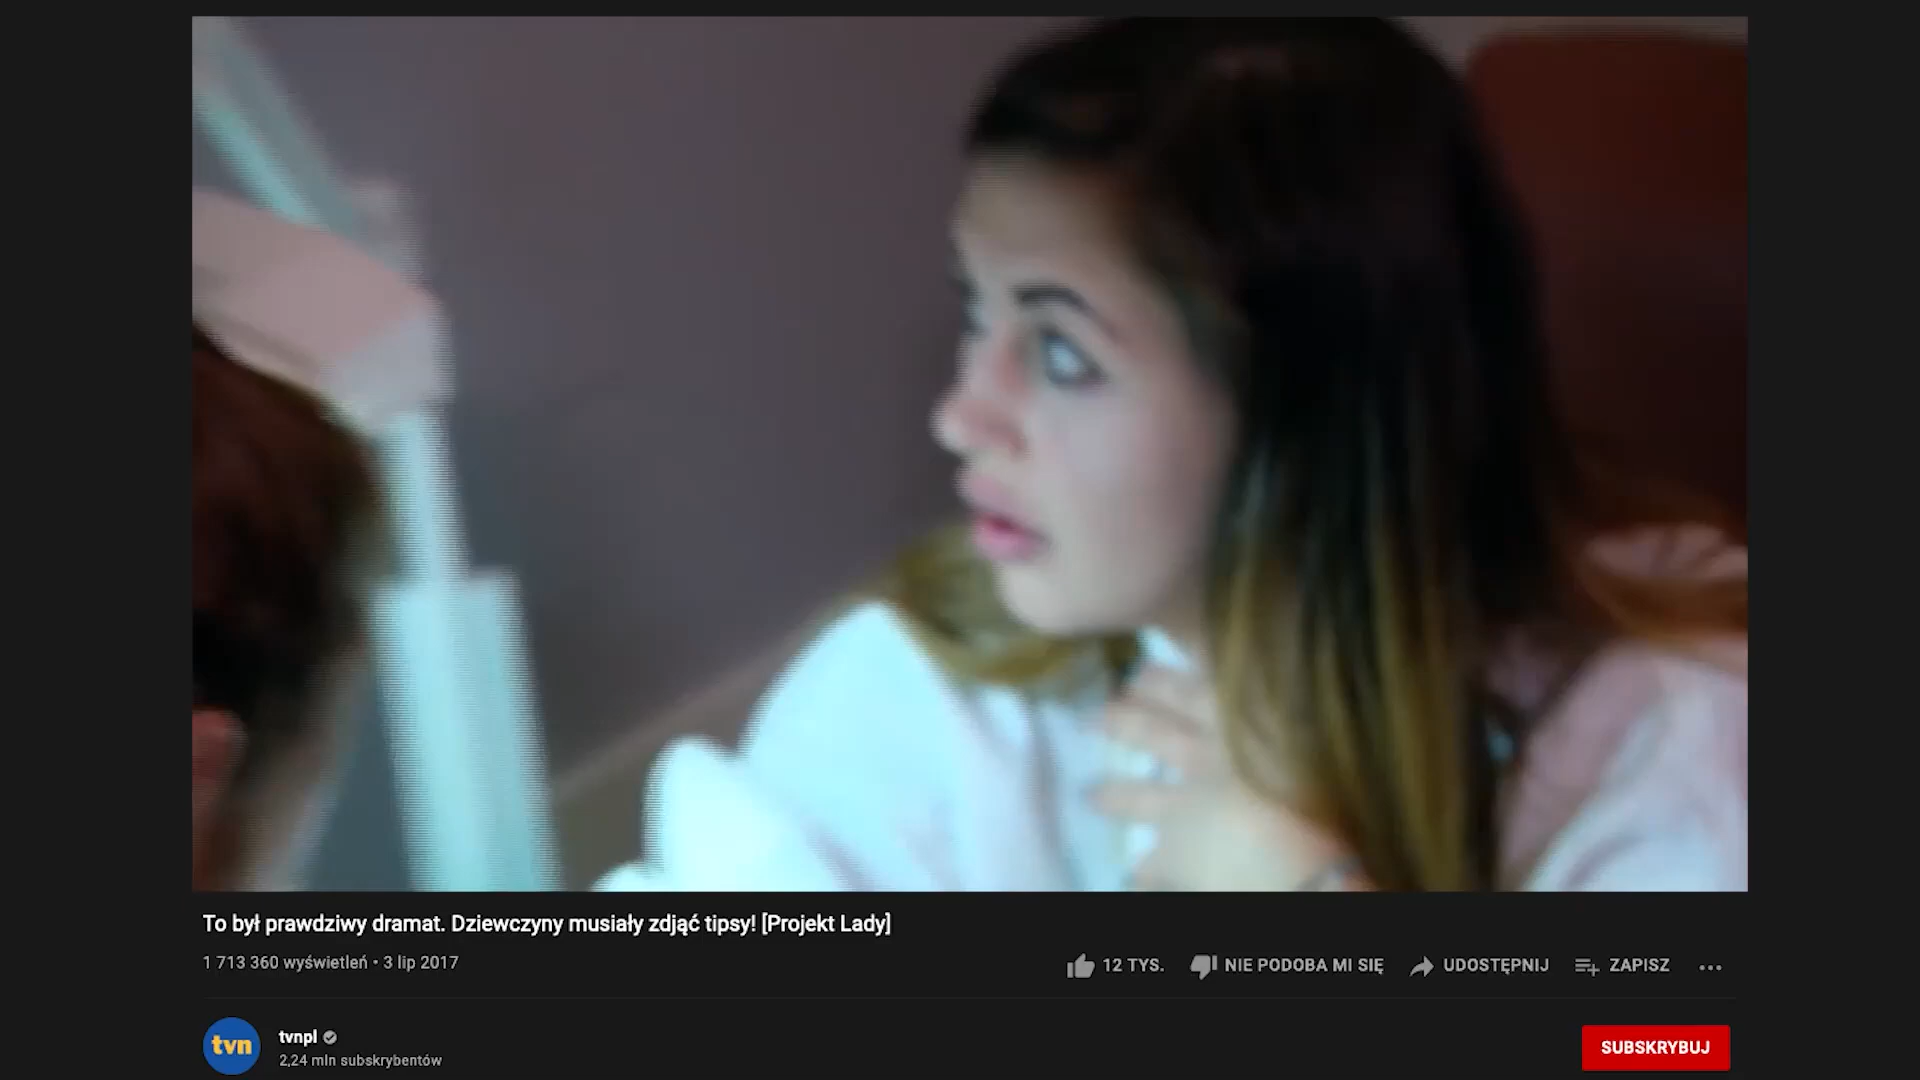 To był prawdziwy dramat. Dziewczyny musiały zdjąć tipsy! [Projekt Lady]
1 713 360 wyświetleń • 3 lip 2017
12 TYS. NIE PODOBA MI SIĘ UDOSTĘPNIJ ZAPISZ
tvn
tvnpl
2,24 mln subskrybentów
SUBSKRYBUJ